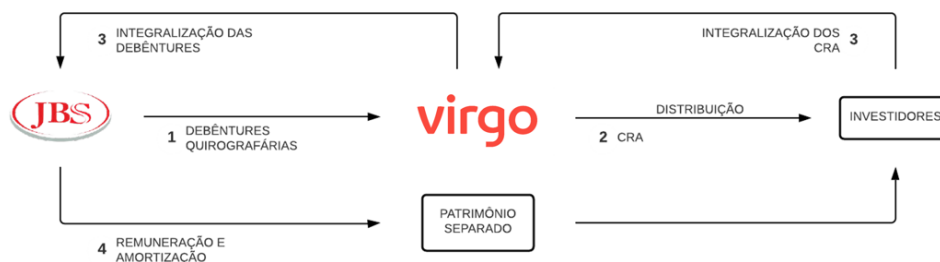 3 INTEGRALIZAÇÃO DAS
DEBÊNTURES
INTEGRALIZAÇÃO DOS 3
CRA
JBS
1 DEBÊNTURES
QUIROGRAFÁRIAS
virgo
DISTRIBUIÇÃO
2 CRA
INVESTIDORES
4 REMUNERAÇÃO E
AMORTIZAÇÃO
PATRIMÔNIO
SEPARADO